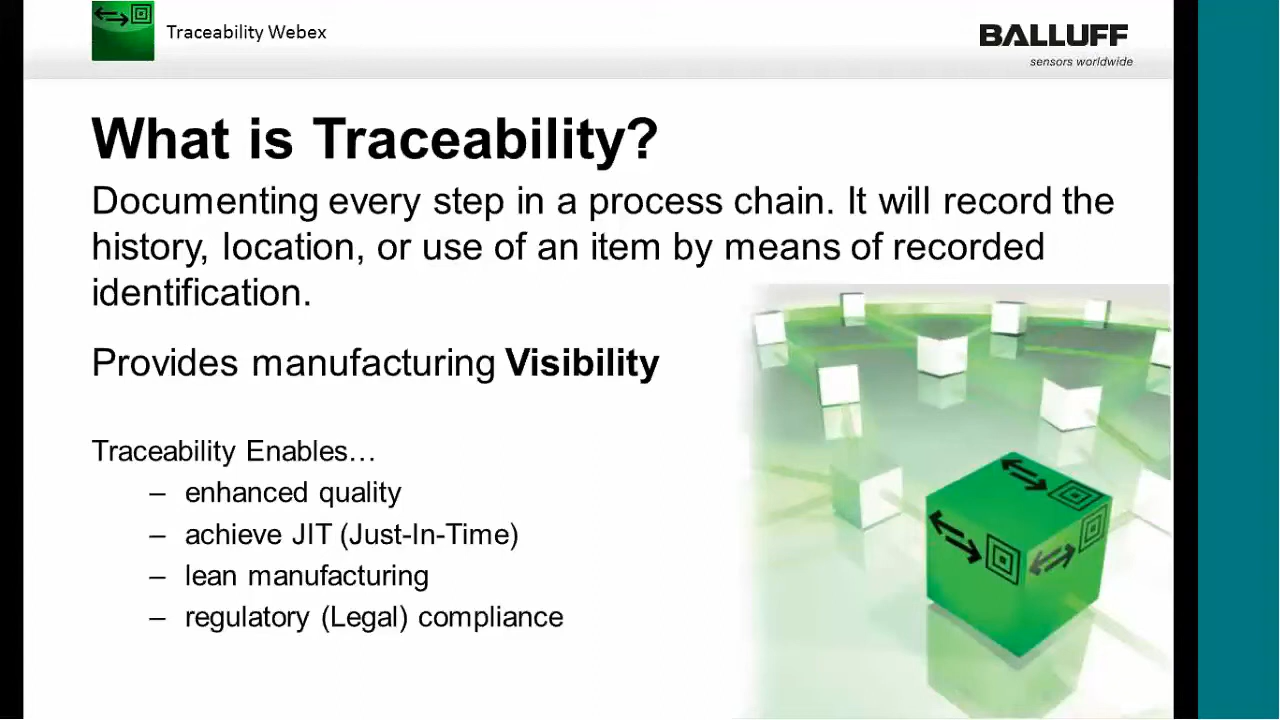 Traceability Webex
BALLUFF
sensors worldwide
What is Traceability?
Documenting every step in a process chain. It will record the
history, location, or use of an item by means of recorded
identification.
Provides manufacturing Visibility
Traceability Enables…
– enhanced quality
– achieve JIT (Just-In-Time)
– lean manufacturing
– regulatory (Legal) compliance